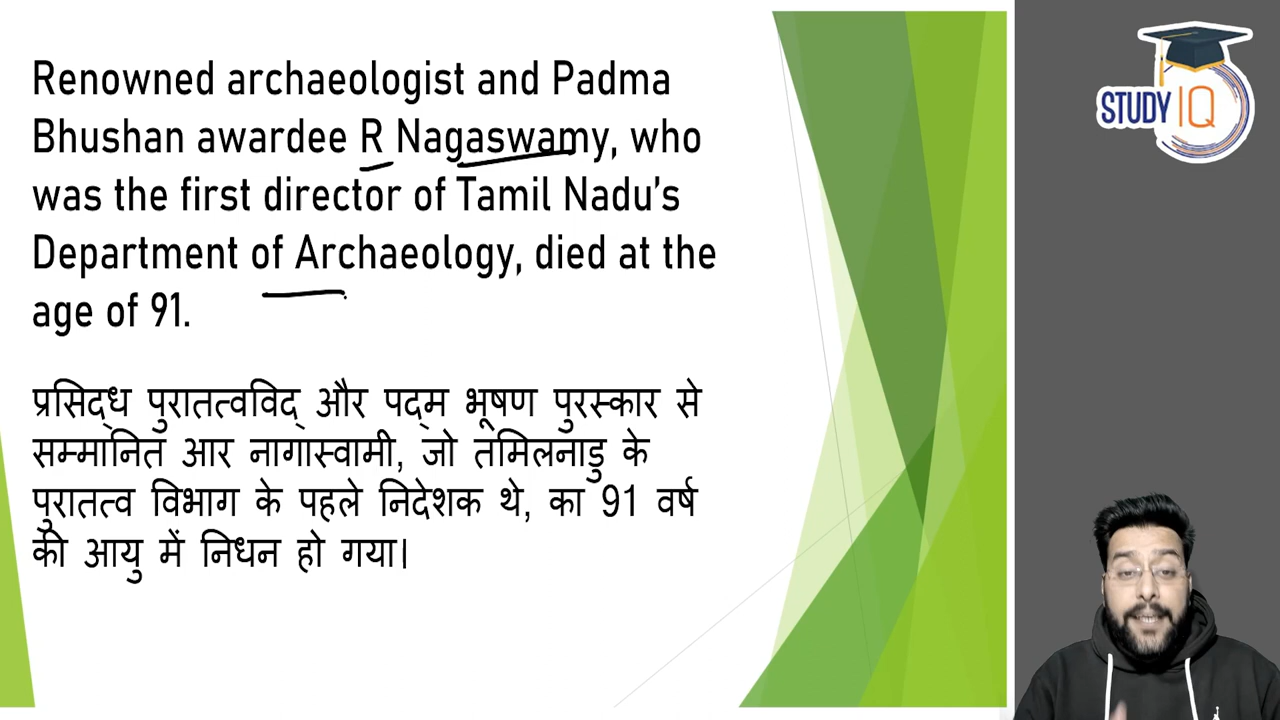 Renowned archaeologist and Padma
Bhushan awardee R Nagaswamy, who
was the first director of Tamil Nadu's
Department of Archaeology, died at the
age of 91.
प्रसिद्ध पुरातत्वविद् और पद्म भूषण पुरस्कार से
सम्मानित आर नागास्वामी, जो तमिलनाडु के
पुरातत्व विभाग के पहले निदेशक थे, का 91 वर्ष
की आयु में निधन हो गया।
STUDY IQ